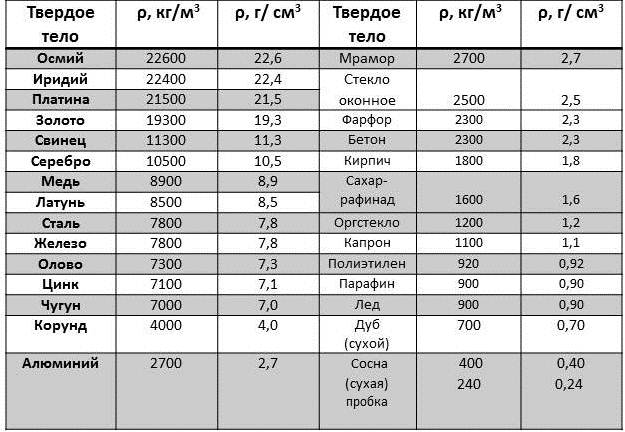 Твердое тело ρ, кг/м³ ρ, г/ см³ Твердое тело ρ, кг/м³ ρ, г/ см³
Осмий 22600 22,6 Мрамор 2700 2,7
Иридий 22400 22,4 Стекло
Платина 21500 21,5 оконное 2500 2,5
Золото 19300 19,3 Фарфор 2300 2,3
Свинец 11300 11,3 Бетон 2300 2,3
Серебро 10500 10,5 Кирпич 1800 1,8
Медь 8900 8,9 Сахар-
Латунь 8500 8,5 рафинад 1600 1,6
Сталь 7800 7,8 Оргстекло 1200 1,2
Железо 7800 7,8 Капрон 1100 1,1
Олово 7300 7,3 Полиэтилен 920 0,92
Цинк 7100 7,1 Парафин 900 0,90
Чугун 7000 7,0 Лед 900 0,90
Корунд 4000 4,0 Дуб 700 0,70
(сухой)
Алюминий 2700 2,7 Сосна 400 0,40
(сухая) 240 0,24
пробка